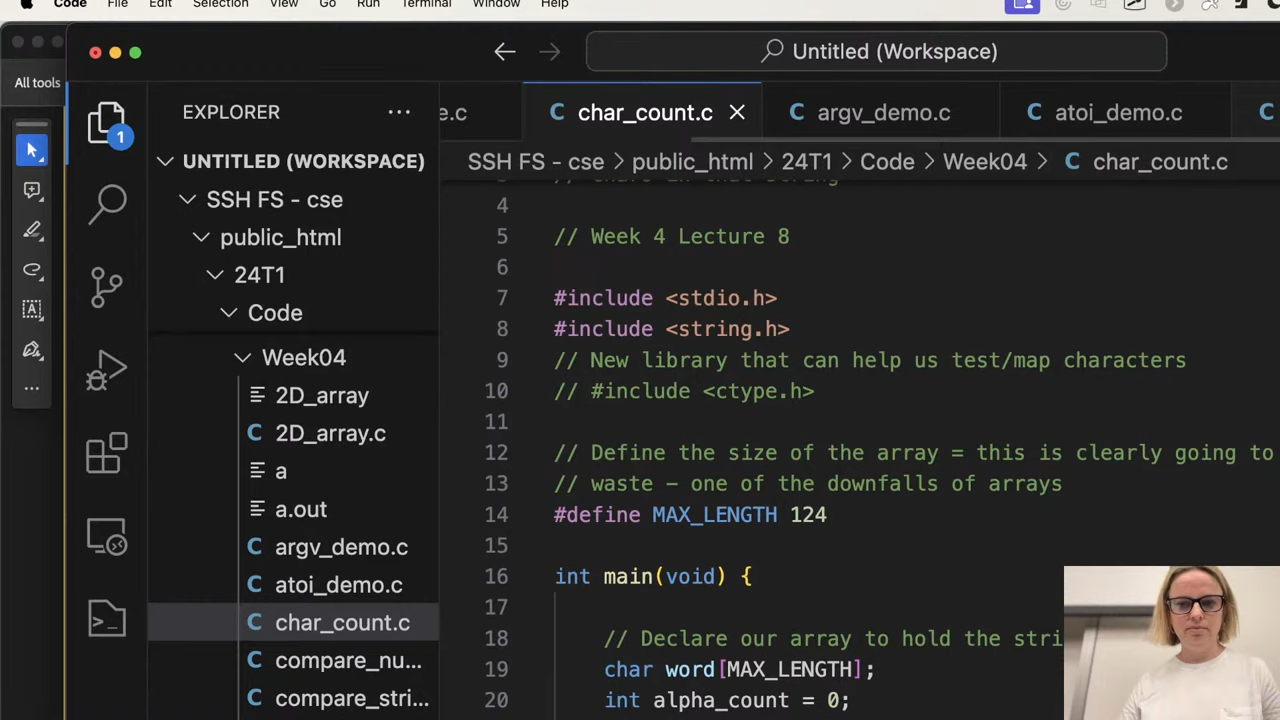 Code File Edit Selection View Go Run Terminal Window Help
Untitled (Workspace)
All tools
EXPLORER
e.c
char_count.c
argv_demo.c
atoi_demo.c
1
UNTITLED (WORKSPACE)
SSH FS - cse > public_html > 24T1 > Code > Week04 > C char_count.c
SSH FS - cse
public_html
24T1
Code
Week04
2D_array
2D_array.c
a
a.out
argv_demo.c
atoi_demo.c
char_count.c
compare_nu...
compare_stri...
4
5 // Week 4 Lecture 8
6
7 #include <stdio.h>
8 #include <string.h>
9 // New library that can help us test/map characters
10 // #include <ctype.h>
11
12 // Define the size of the array = this is clearly going to
13 // waste - one of the downfalls of arrays
14 #define MAX_LENGTH 124
15
16 int main(void) {
17
18 // Declare our array to hold the stri
19 char word[MAX_LENGTH];
20 int alpha_count = 0;